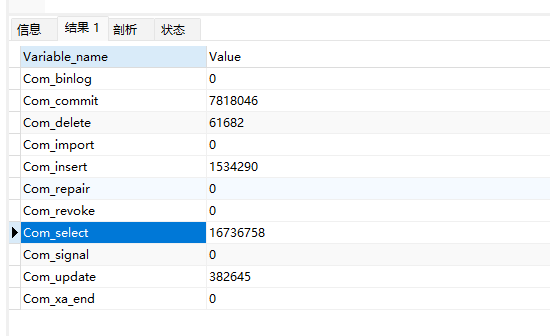 信息 结果 1 剖析 状态
Variable_name Value
Com_binlog 0
Com_commit 7818046
Com_delete 61682
Com_import 0
Com_insert 1534290
Com_repair 0
Com_revoke 0
Com_select 16736758
Com_signal 0
Com_update 382645
Com_xa_end 0